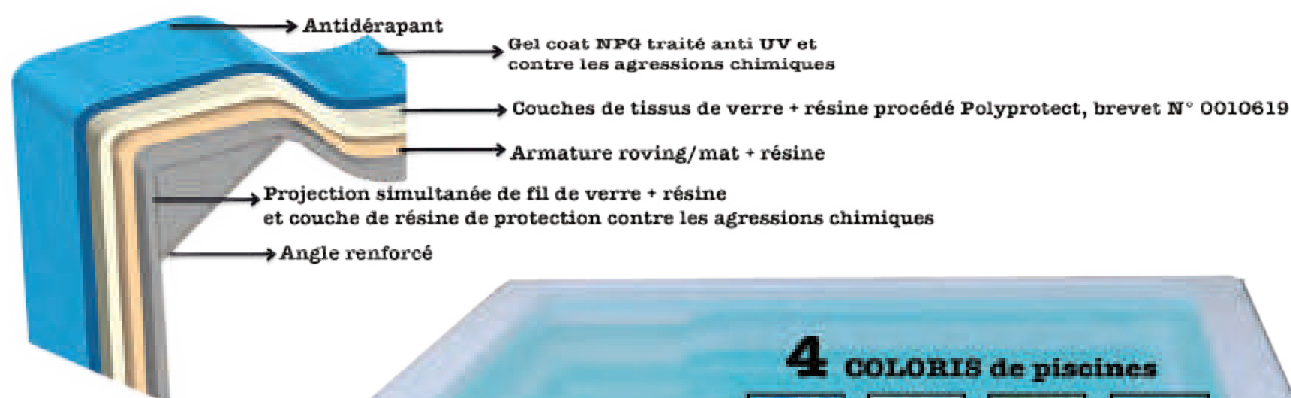 Antidérapant
Gel coat NPG traité anti UV et
contre les agressions chimiques
Couches de tissus de verre + résine procédé Polyprotect, brevet N° 0010619
Armature roving/mat + résine
Projection simultanée de fil de verre + résine
et couche de résine de protection contre les agressions chimiques
Angle renforcé
4 COLORIS de piscines